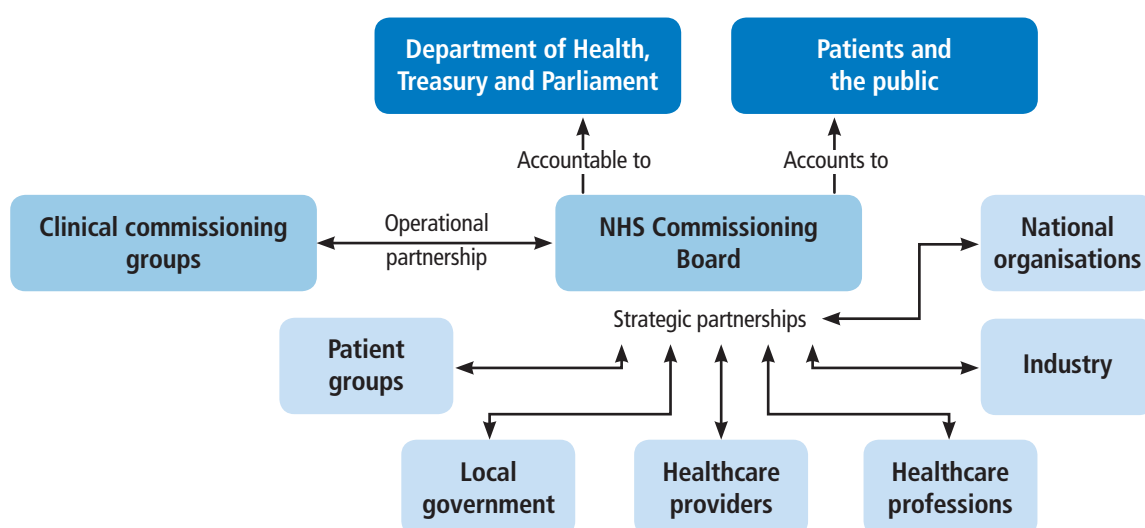 Department of Health,
Treasury and Parliament
Patients and
the public
Accountable to
Accounts to
Clinical commissioning
groups
Operational
partnership
NHS Commissioning
Board
National
organisations
Strategic partnerships
Patient
groups
Industry
Local
government
Healthcare
providers
Healthcare
professions